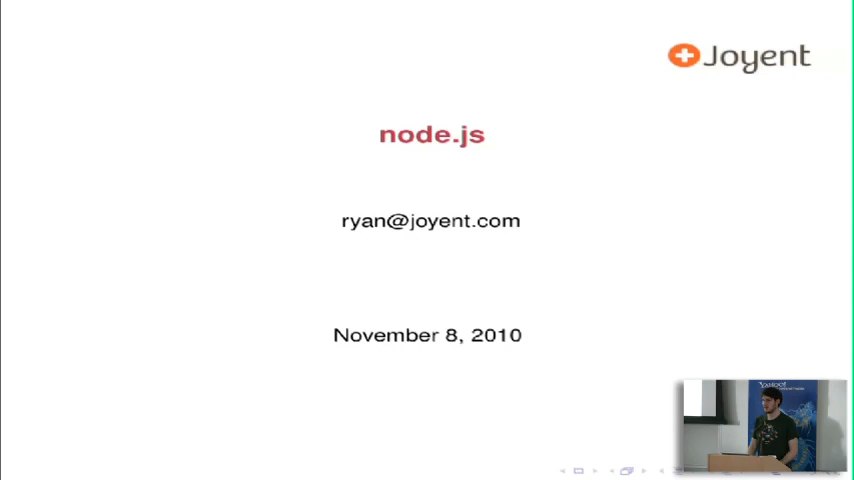 Joyent
node.js
ryan@joyent.com
November 8, 2010
YAHOO!